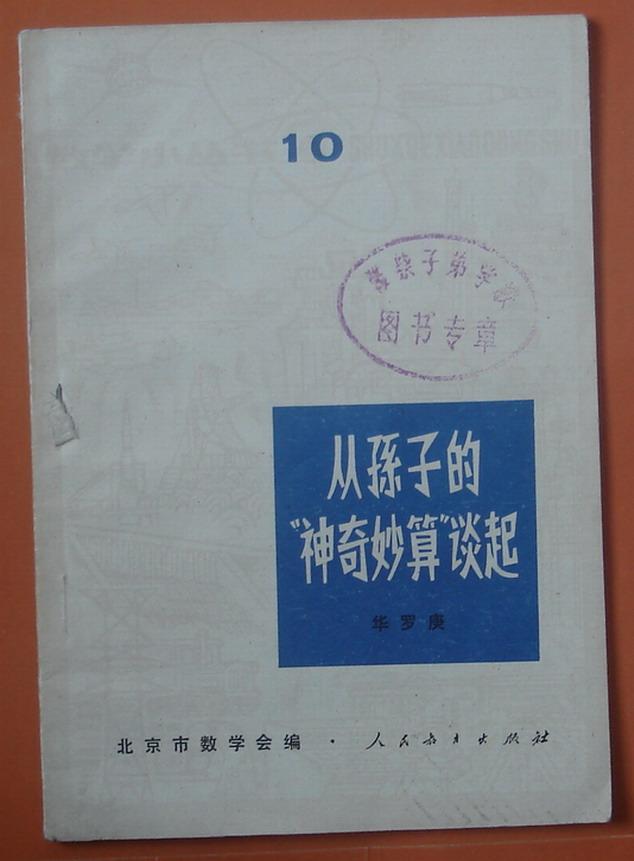 10
子弟学
图书专章
从孙子的
“神奇妙算”谈起
华罗庚
北京市数学会编 · 人民教育出版社